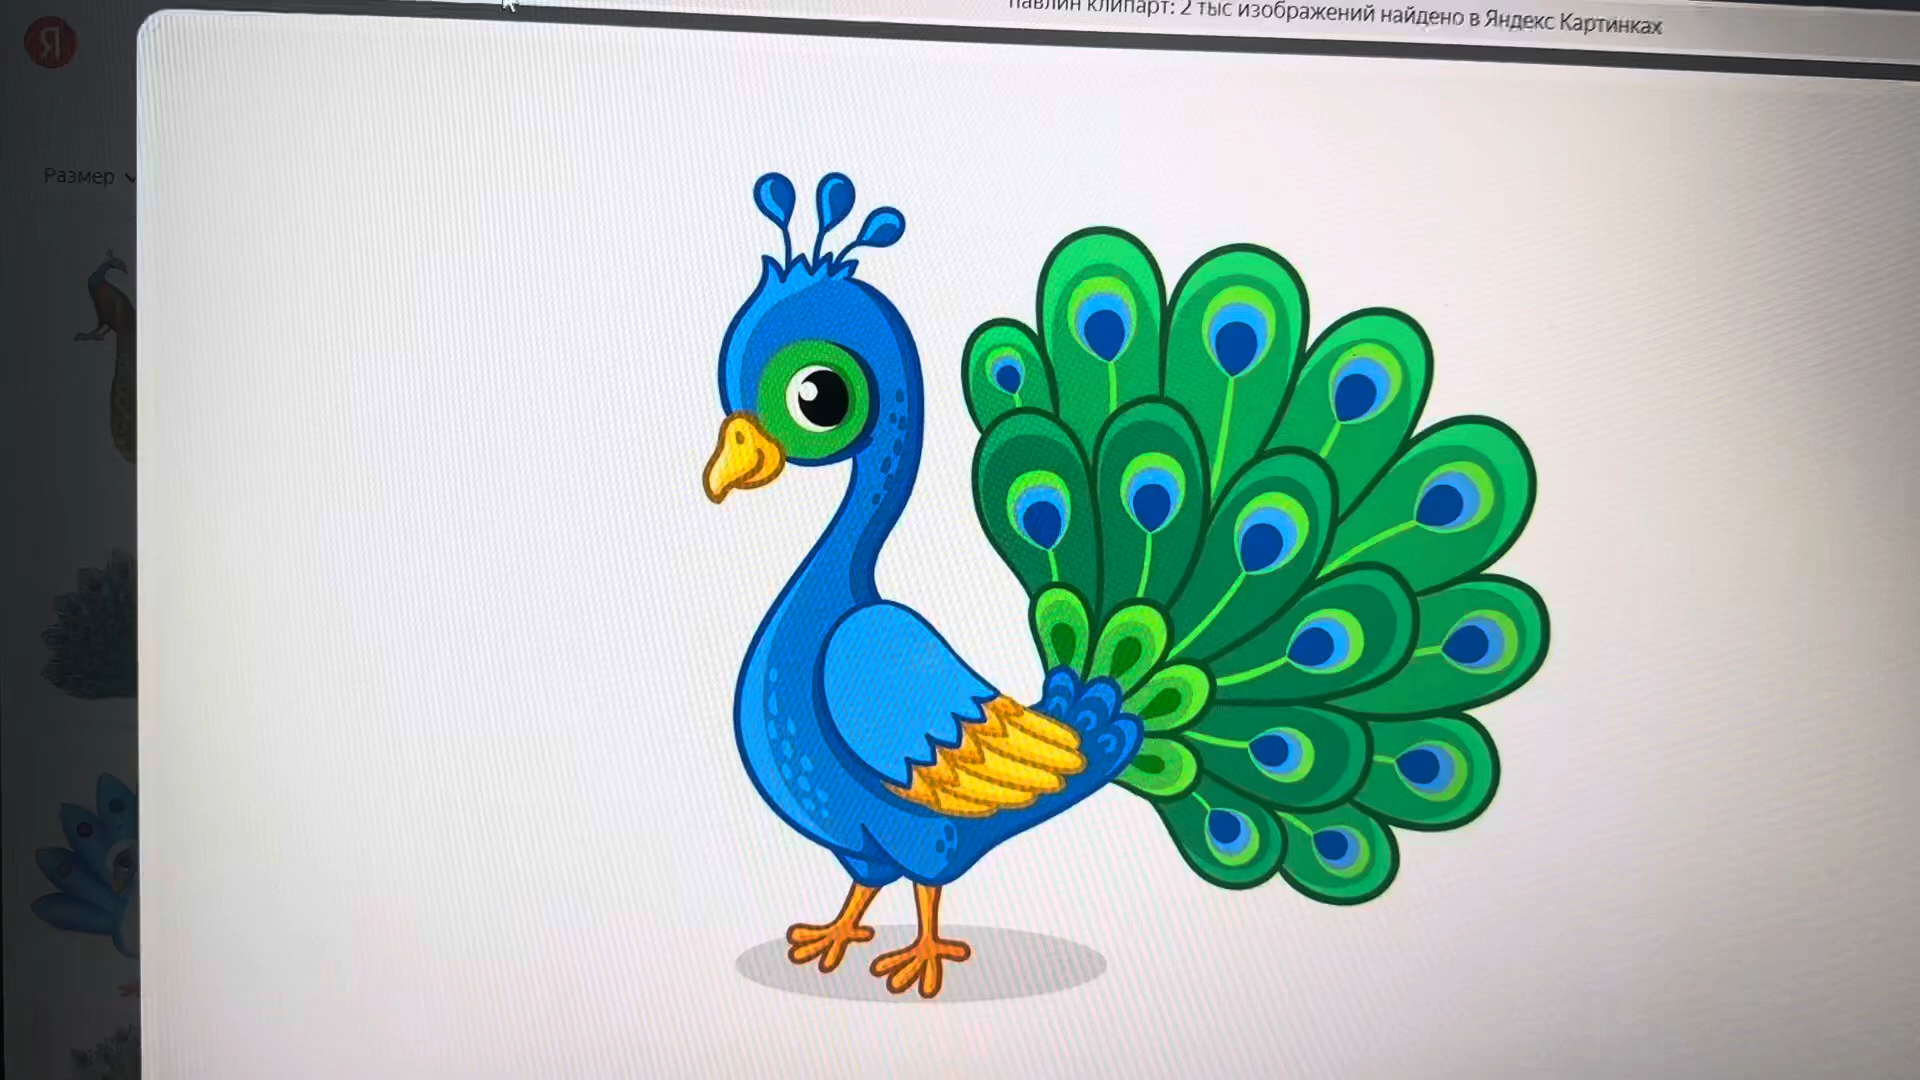 павлин клипарт: 2 тыс изображений найдено в Яндекс Картинках
Я
Размер